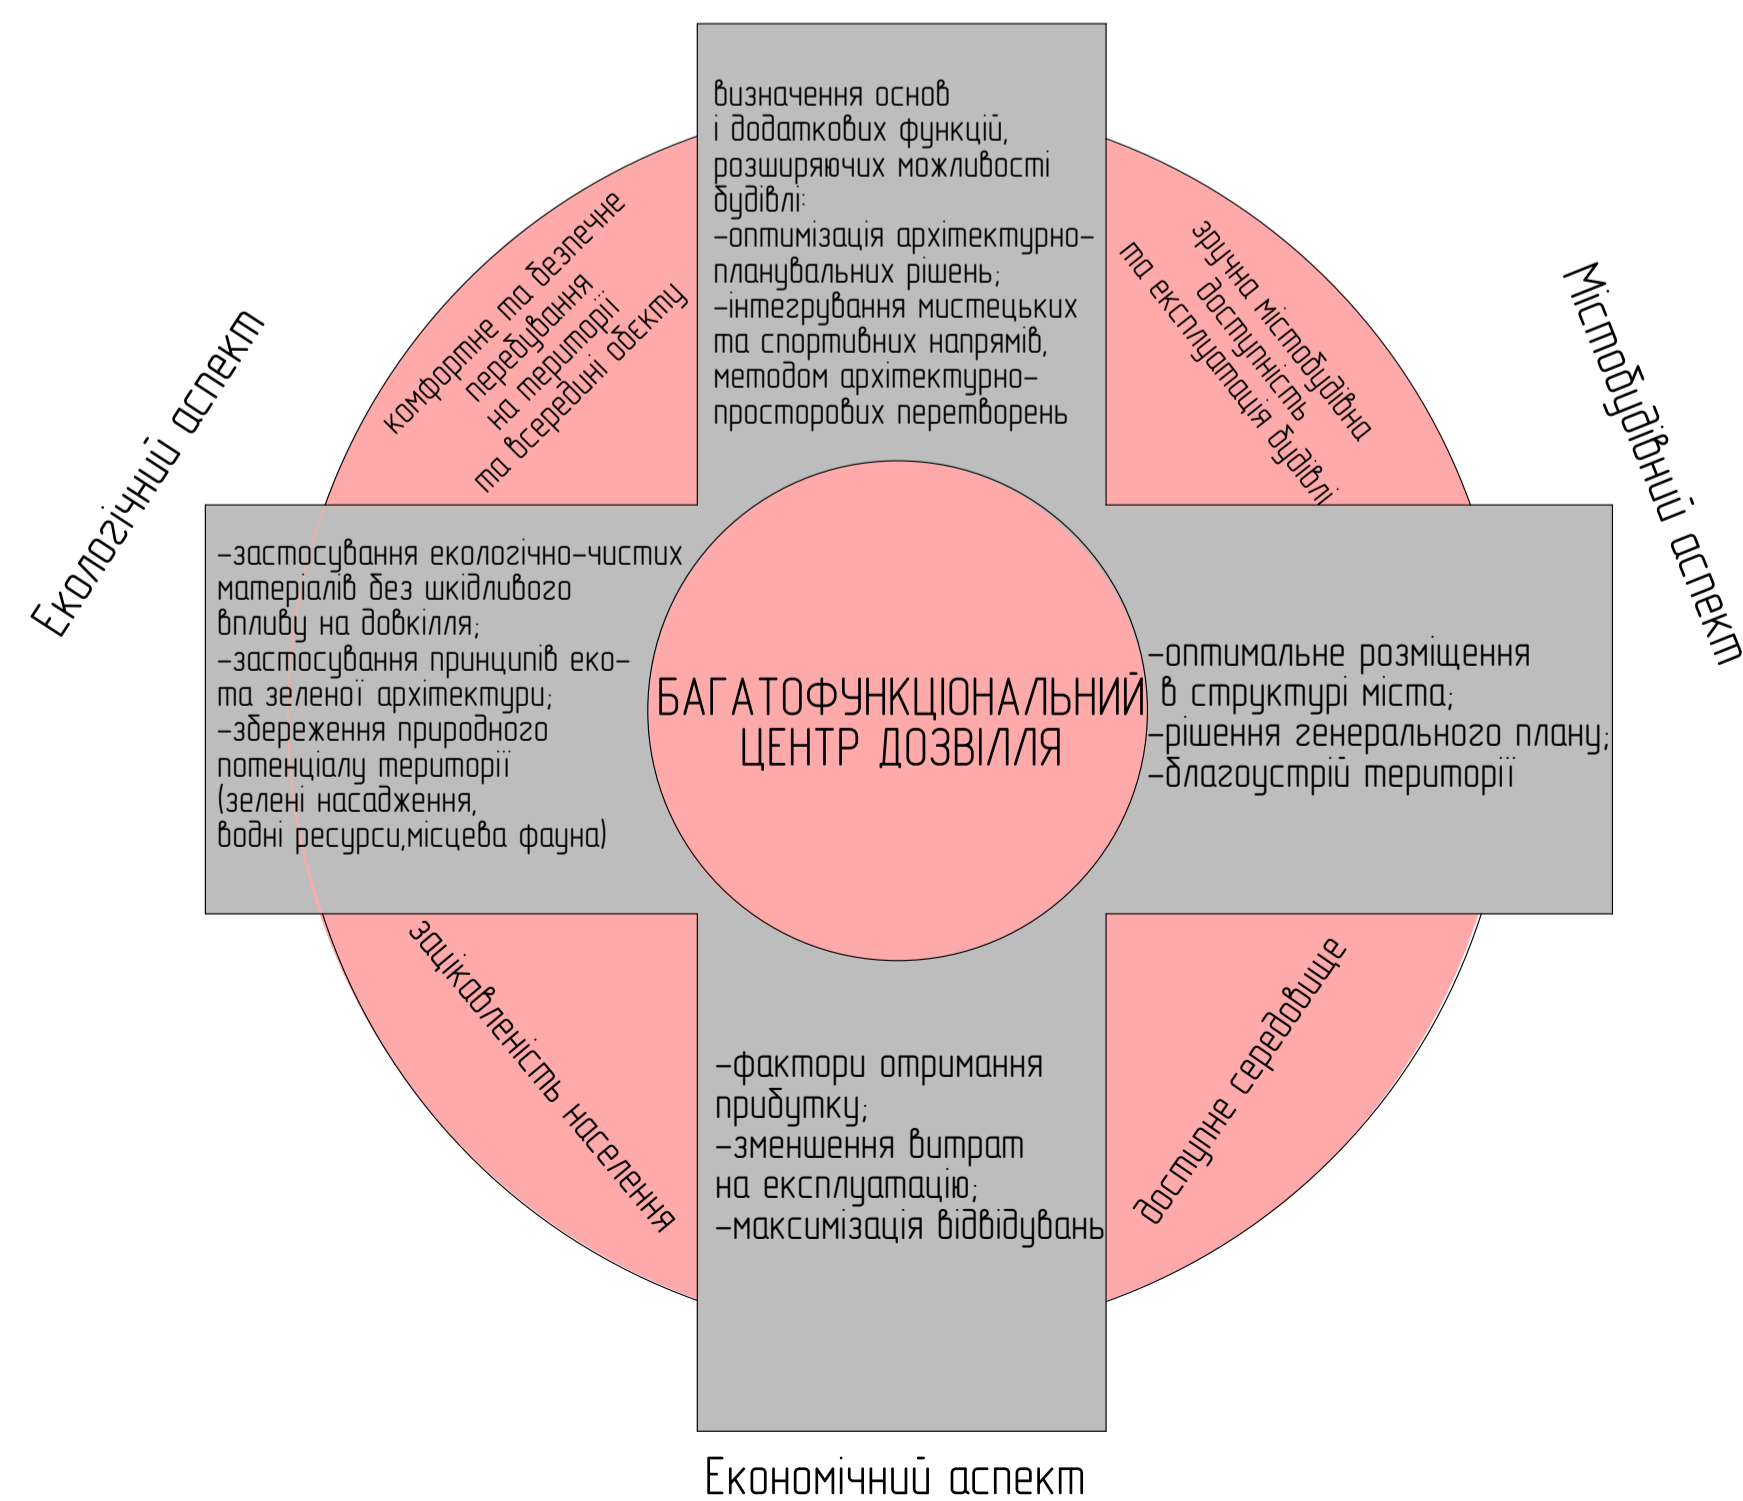 визначення основ
і додаткових функцій,
розширяючих можливості
будівлі:
-оптимізація архітектурно-
планувальних рішень;
-інтегрування мистецьких
та спортивних напрямів,
методом архітектурно-
просторових перетворень
комфортне та безпечне
перебування
на території
та всередині обєкту
зручна містобудівна
доступність
та експлуатація будівлі
Екологічний аспект
Містобудівний аспект
-застосування екологічно-чистих
матеріалів без шкідливого
впливу на довкілля;
-застосування принципів еко-
та зеленої архітектури;
-збереження природного
потенціалу території
(зелені насадження,
водні ресурси,місцева фауна)
БАГАТОФУНКЦІОНАЛЬНИЙ
ЦЕНТР ДОЗВІЛЛЯ
-оптимальне розміщення
в структурі міста;
-рішення генерального плану;
-благоустрій території
зацікавленість населення
доступне середовище
-фактори отримання
прибутку;
-зменшення витрат
на експлуатацію;
-максимізація відвідувань
Економічний аспект